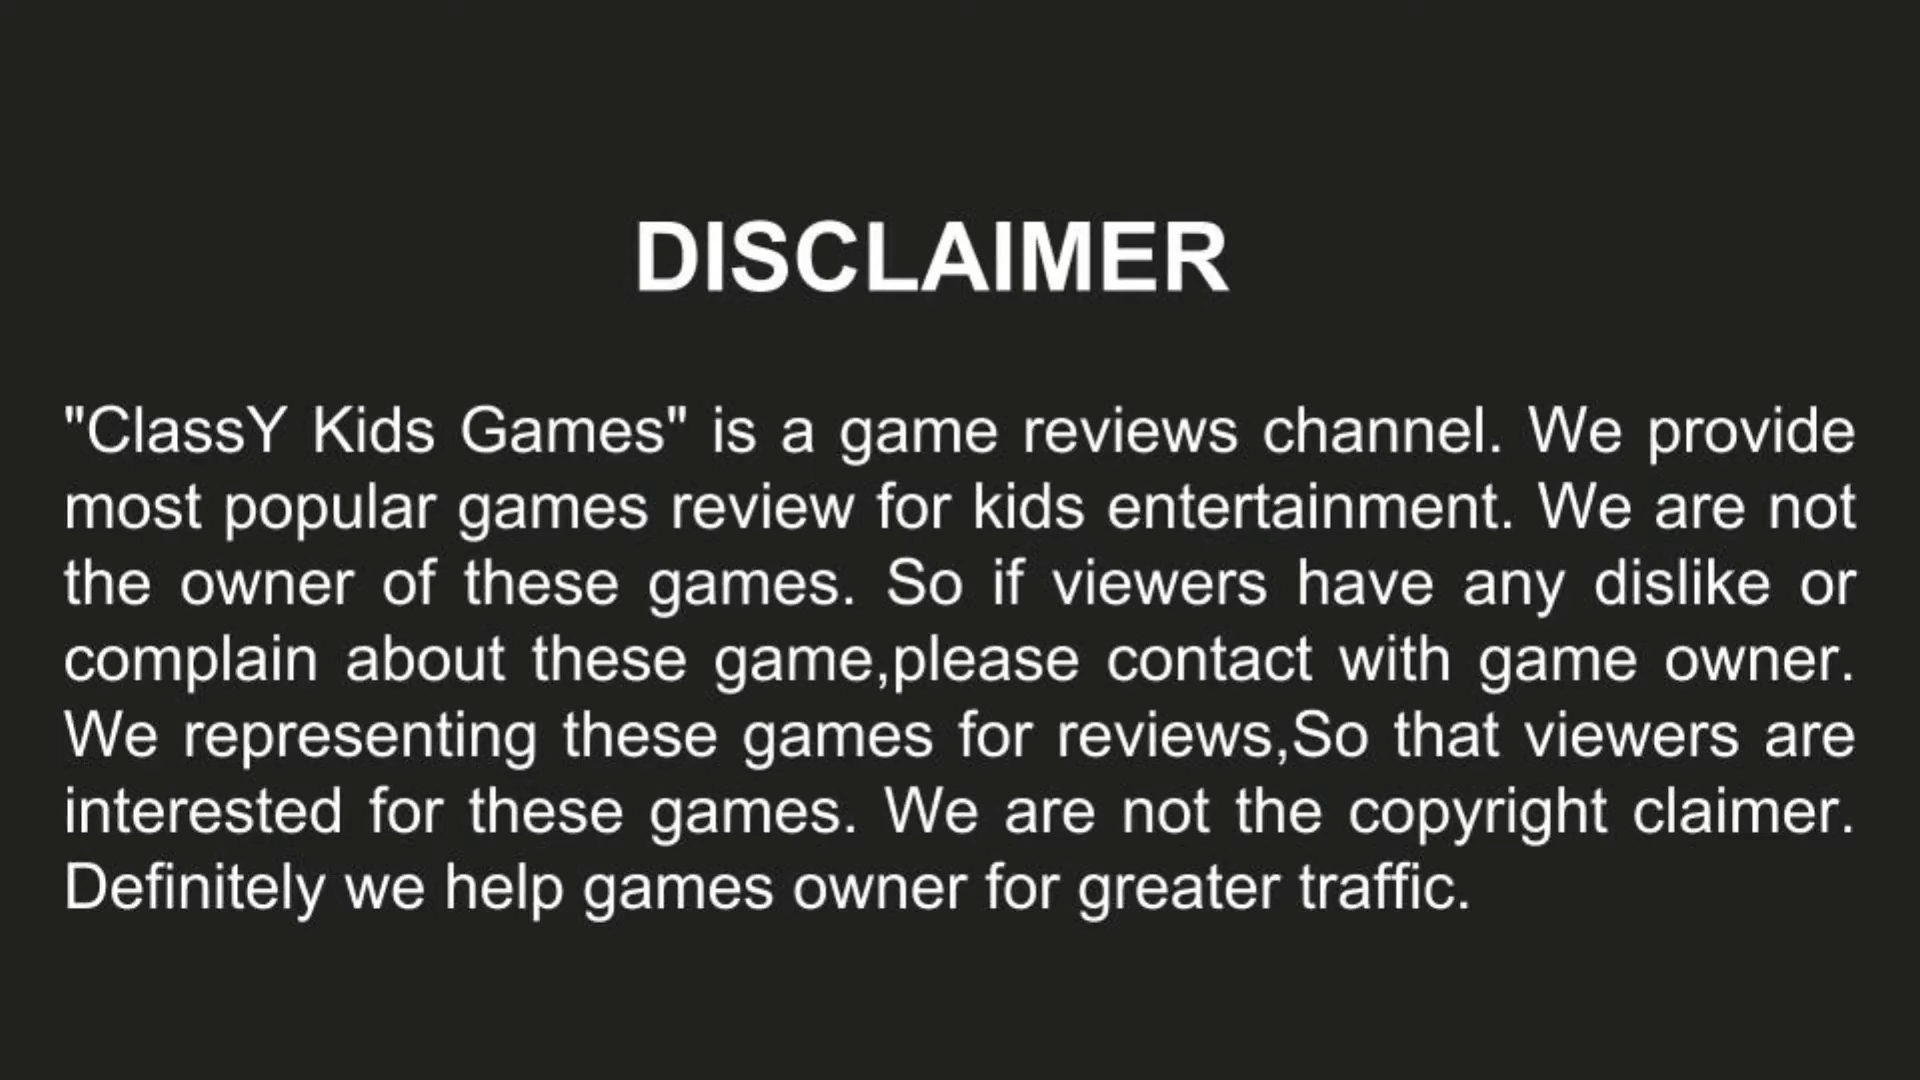 DISCLAIMER
"ClassY Kids Games" is a game reviews channel. We provide
most popular games review for kids entertainment. We are not
the owner of these games. So if viewers have any dislike or
complain about these game,please contact with game owner.
We representing these games for reviews,So that viewers are
interested for these games. We are not the copyright claimer.
Definitely we help games owner for greater traffic.